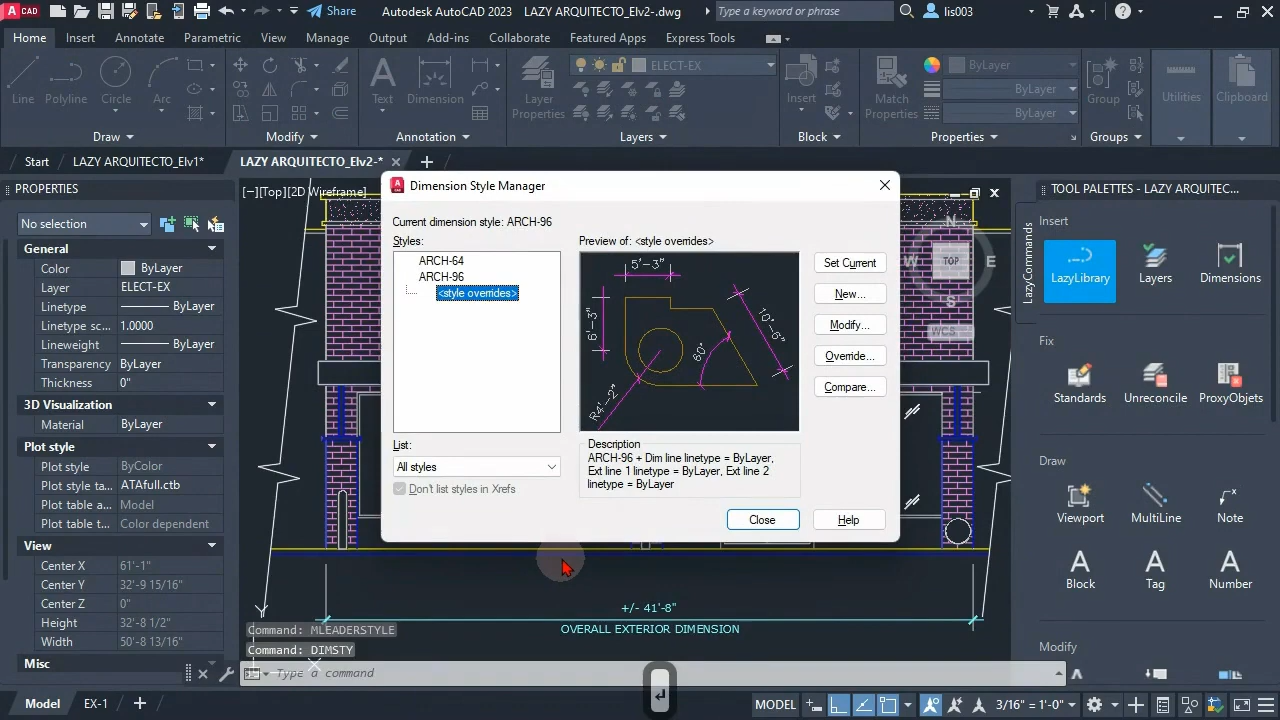 Share
Autodesk AutoCAD 2023 LAZY ARQUITECTO_Elv2-.dwg
Type a keyword or phrase
lis003
Home Insert Annotate Parametric View Manage Output Add-ins Collaborate Featured Apps Express Tools
ELECT-EX
ByLayer
ByLayer
ByLayer
Line Polyline Circle Arc
Text Dimension
Layer Properties
Insert
Match Properties
Group
Utilities
Clipboard
Draw Modify Annotation Layers Block Properties Groups
Start LAZY ARQUITECTO_Elv1* LAZY ARQUITECTO_Elv2-*
PROPERTIES
No selection
General
Color ByLayer
Layer ELECT-EX
Linetype ByLayer
Linetype :c... 1.0000
Lineweight ByLayer
Transparency ByLayer
Thickness 0"
3D Visualization
Material ByLayer
Plot style
Plot style ByColor
Plot style ta... ATAfull.ctb
Plot table a... Model
Plot table t... Color dependent
View
Center X 61'-1"
Center Y 32'-9 15/16"
Center Z 0"
Height 32'-8 1/2"
Width 50'-8 13/16"
Misc
[−][Top][2D Wireframe]
Dimension Style Manager
Current dimension style: ARCH-96
Styles:
ARCH-64
ARCH-96
<style overrides>
List:
All styles
Don't list styles in Xrefs
Preview of: <style overrides>
5'-3"
6'-3"
10'-6"
60°
R4'-2"
Description
ARCH-96 + Dim line linetype = ByLayer,
Ext line 1 linetype = ByLayer, Ext line 2
linetype = ByLayer
Set Current
New...
Modify...
Override...
Compare...
Close
Help
N
W TOP E
S
WCS
+/- 41'-8"
OVERALL EXTERIOR DIMENSION
Y
X
Command: MLEADERSTYLE
Command: DIMSTY
Type a command
TOOL PALETTES - LAZY ARQUITEC...
LazyCommands
Insert
LazyLibrary Layers Dimensions
Fix
Standards Unreconcile ProxyObjets
Draw
Viewport MultiLine Note
Block Tag Number
Modify
Model EX-1
MODEL
3/16" = 1'-0"